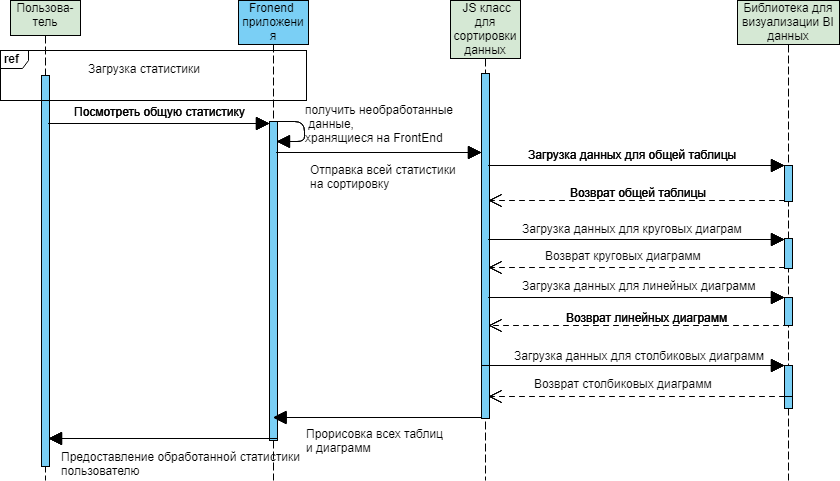 Пользова-
тель
Fronend
приложени
я
JS класс
для
сортировки
данных
Библиотека для
визуализации BI
данных
ref
Загрузка статистики
Посмотреть общую статистику
получить необработанные
данные,
хранящиеся на FrontEnd
Отправка всей статистики
на сортировку
Загрузка данных для общей таблицы
Возврат общей таблицы
Загрузка данных для круговых диаграм
Возврат круговых диаграмм
Загрузка данных для линейных диаграмм
Возврат линейных диаграмм
Загрузка данных для столбиковых диаграмм
Возврат столбиковых диаграмм
Прорисовка всех таблиц
и диаграмм
Предоставление обработанной статистики
пользователю